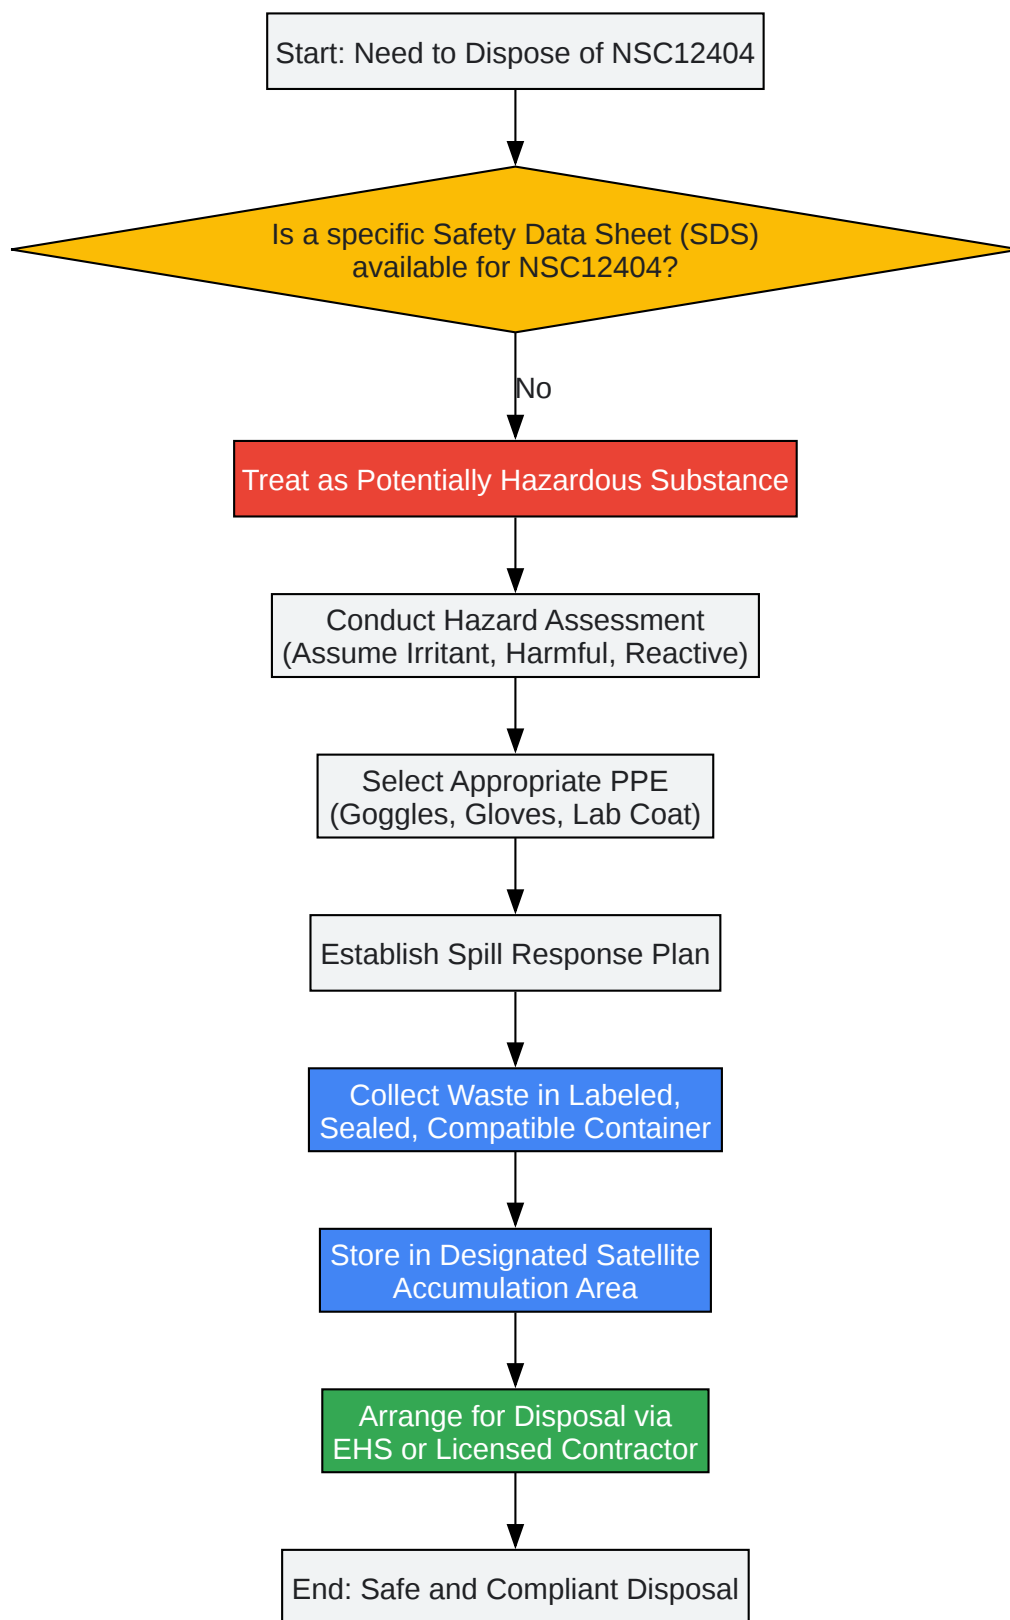 Start: Need to Dispose of NSC12404
Is a specific Safety Data Sheet (SDS)
available for NSC12404?
No
Treat as Potentially Hazardous Substance
Conduct Hazard Assessment
(Assume Irritant, Harmful, Reactive)
Select Appropriate PPE
(Goggles, Gloves, Lab Coat)
Establish Spill Response Plan
Collect Waste in Labeled,
Sealed, Compatible Container
Store in Designated Satellite
Accumulation Area
Arrange for Disposal via
EHS or Licensed Contractor
End: Safe and Compliant Disposal